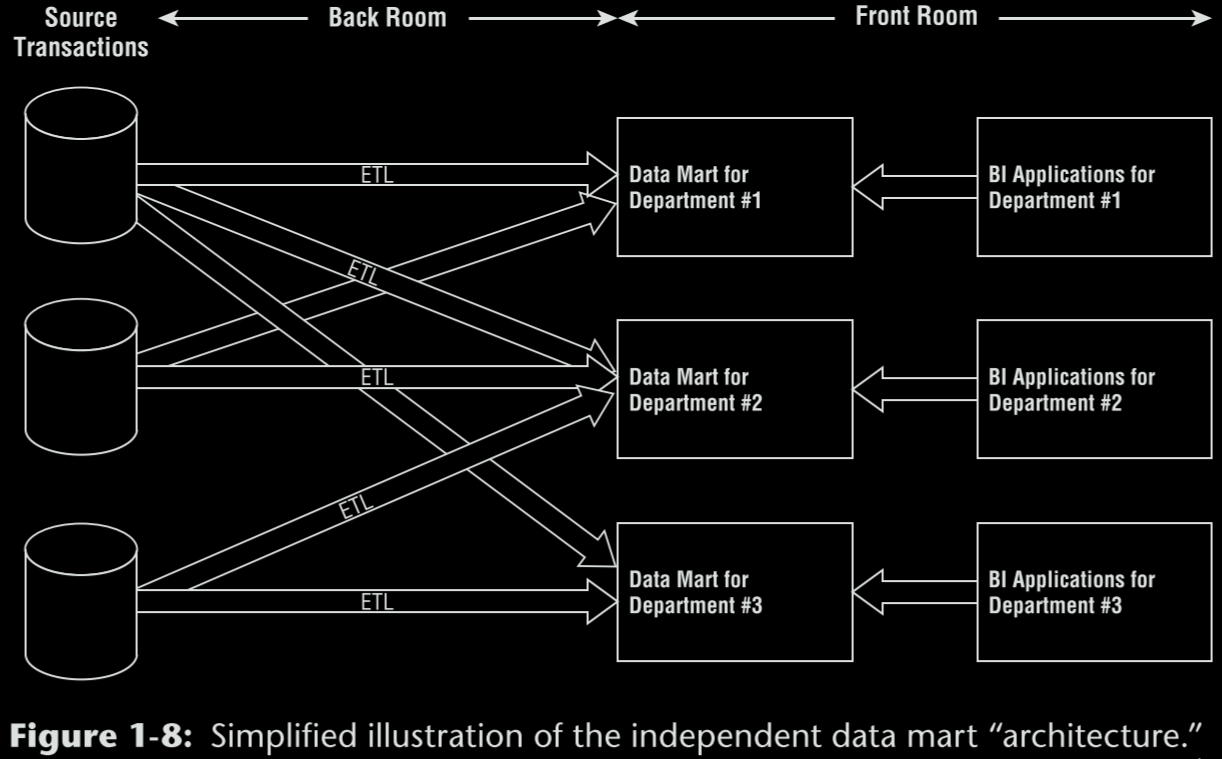 Source
Transactions
Back Room
Front Room
ETL
Data Mart for
Department #1
BI Applications for
Department #1
ETL
ETL
Data Mart for
Department #2
BI Applications for
Department #2
ETL
ETL
Data Mart for
Department #3
BI Applications for
Department #3
Figure 1-8: Simplified illustration of the independent data mart “architecture.”